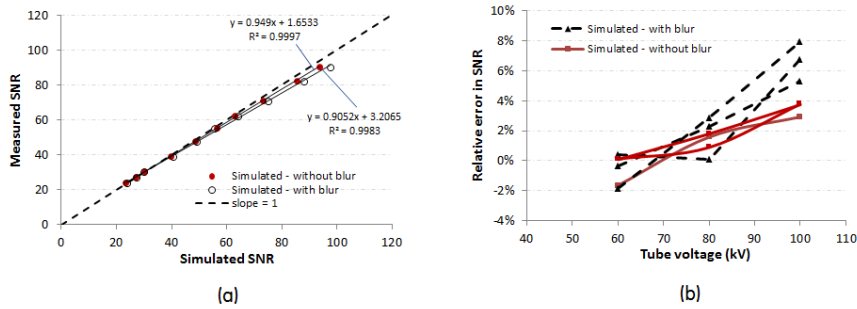 y = 0.949x + 1.6533
R² = 0.9997
y = 0.9052x + 3.2065
R² = 0.9983
120
100
80
60
40
20
0
Measured SNR
Simulated - without blur
Simulated - with blur
slope = 1
0 20 40 60 80 100 120
Simulated SNR
(a)
10%
8%
6%
4%
2%
0%
-2%
-4%
Relative error in SNR
Simulated - with blur
Simulated - without blur
40 50 60 70 80 90 100 110
Tube voltage (kV)
(b)